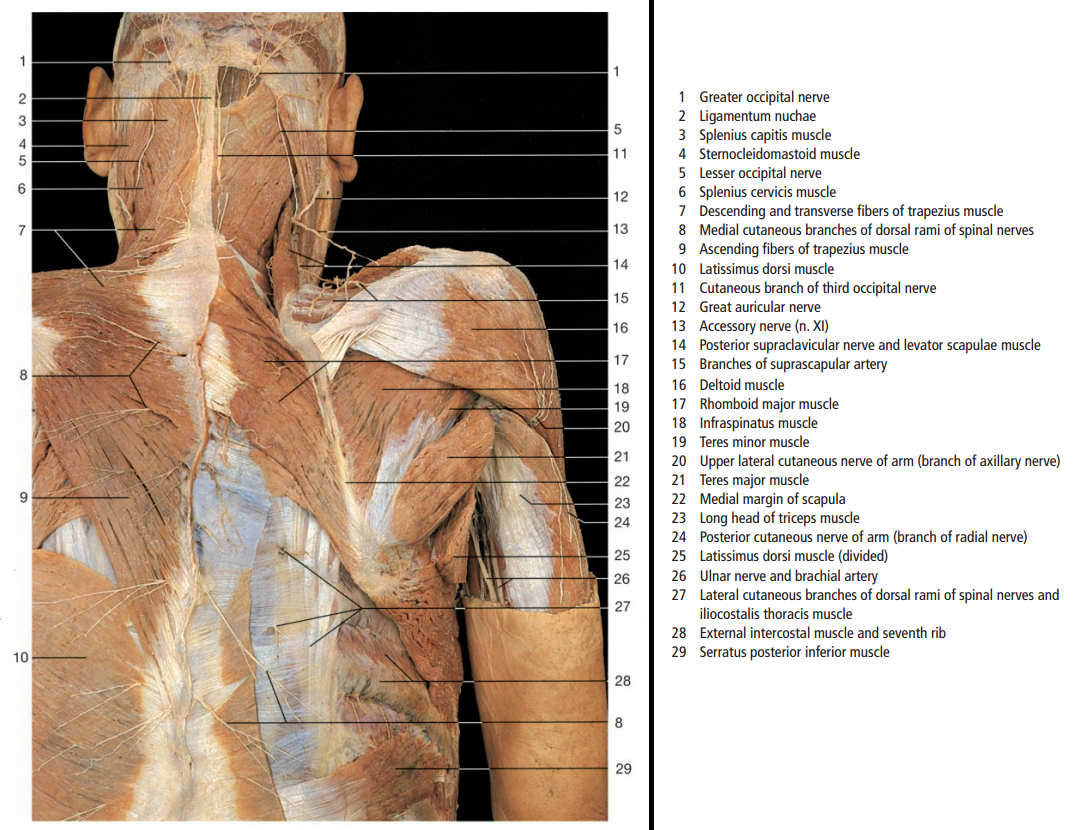 1
2
3
4
5
6
7
8
9
10
1
5
11
12
13
14
15
16
17
18
19
20
21
22
23
24
25
26
27
28
8
29
1 Greater occipital nerve
2 Ligamentum nuchae
3 Splenius capitis muscle
4 Sternocleidomastoid muscle
5 Lesser occipital nerve
6 Splenius cervicis muscle
7 Descending and transverse fibers of trapezius muscle
8 Medial cutaneous branches of dorsal rami of spinal nerves
9 Ascending fibers of trapezius muscle
10 Latissimus dorsi muscle
11 Cutaneous branch of third occipital nerve
12 Great auricular nerve
13 Accessory nerve (n. XI)
14 Posterior supraclavicular nerve and levator scapulae muscle
15 Branches of suprascapular artery
16 Deltoid muscle
17 Rhomboid major muscle
18 Infraspinatus muscle
19 Teres minor muscle
20 Upper lateral cutaneous nerve of arm (branch of axillary nerve)
21 Teres major muscle
22 Medial margin of scapula
23 Long head of triceps muscle
24 Posterior cutaneous nerve of arm (branch of radial nerve)
25 Latissimus dorsi muscle (divided)
26 Ulnar nerve and brachial artery
27 Lateral cutaneous branches of dorsal rami of spinal nerves and
iliocostalis thoracis muscle
28 External intercostal muscle and seventh rib
29 Serratus posterior inferior muscle